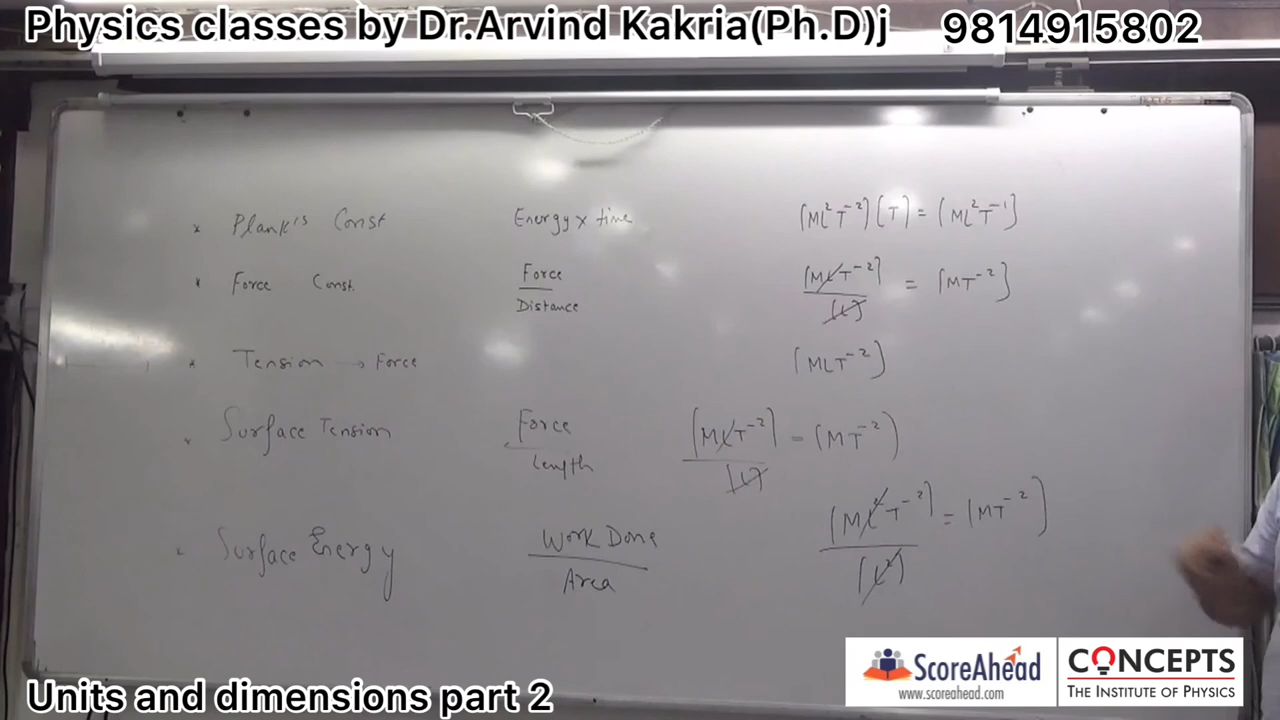 Physics classes by Dr.Arvind Kakria(Ph.D)j 9814915802
* Plank's Const Energy x time [ML²T⁻²][T] = [ML²T⁻¹]
* Force Const. Force / Distance [MLT⁻²] / [L] = [MT⁻²]
* Tension → Force [MLT⁻²]
* Surface Tension Force / Length [MLT⁻²] / [L] = [MT⁻²]
* Surface Energy Work Done / Area [ML²T⁻²] / [L²] = [MT⁻²]
ScoreAhead
www.scoreahead.com
CONCEPTS
THE INSTITUTE OF PHYSICS
Units and dimensions part 2